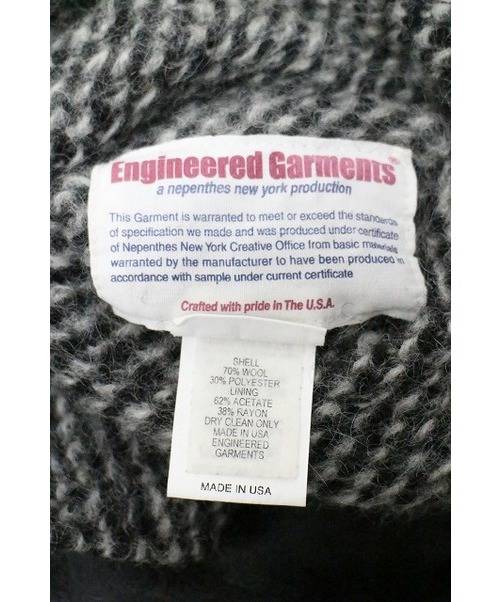 Engineered Garments®
a nepenthes new york production
This Garment is warranted to meet or exceed the standards
of specification we made and was produced under certificate
of Nepenthes New York Creative Office from basic materials
warranted by the manufacturer to have been produced in
accordance with sample under current certificate
Crafted with pride in The U.S.A.
SHELL
70% WOOL
30% POLYESTER
LINING
62% ACETATE
38% RAYON
DRY CLEAN ONLY
MADE IN USA
ENGINEERED
GARMENTS
MADE IN USA